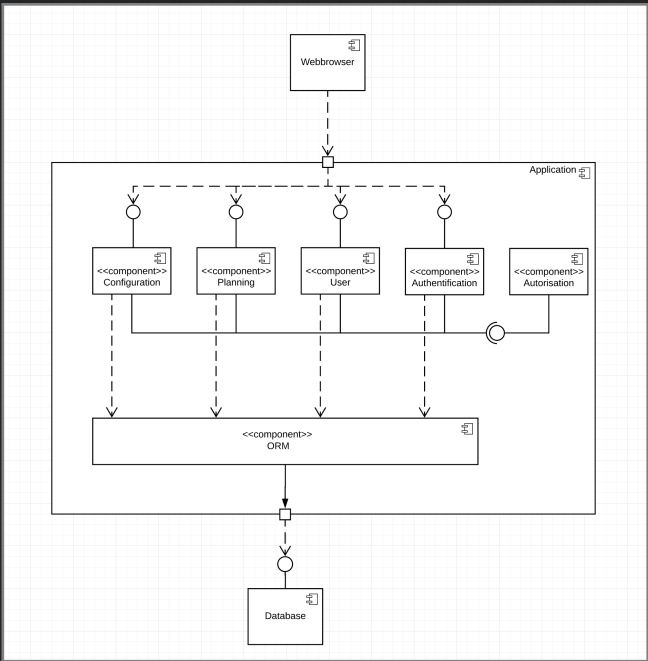 Webbrowser
Application
<<component>>
Configuration
<<component>>
Planning
<<component>>
User
<<component>>
Authentification
<<component>>
Autorisation
<<component>>
ORM
Database